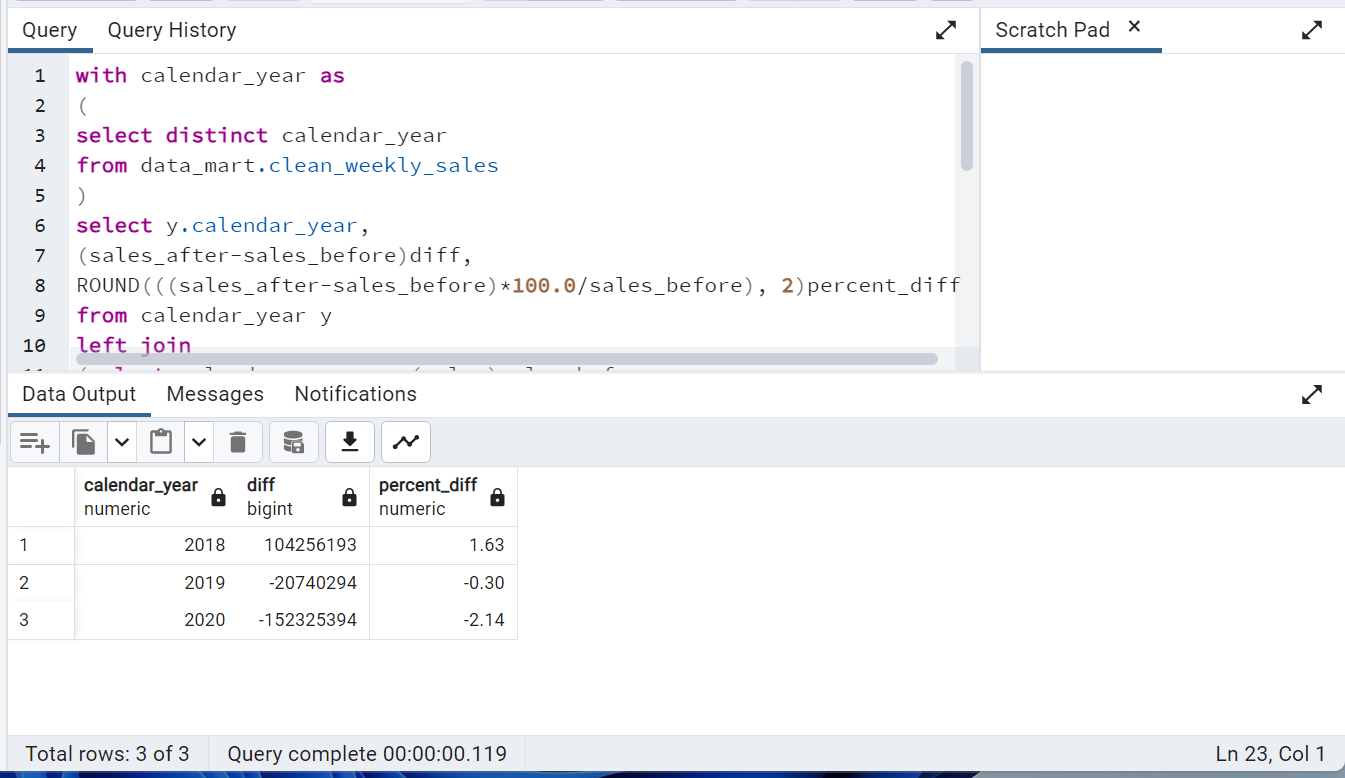 Query Query History
Scratch Pad ×
1 with calendar_year as
2 (
3 select distinct calendar_year
4 from data_mart.clean_weekly_sales
5 )
6 select y.calendar_year,
7 (sales_after-sales_before)diff,
8 ROUND(((sales_after-sales_before)*100.0/sales_before), 2)percent_diff
9 from calendar_year y
10 left join
Data Output Messages Notifications
calendar_year diff percent_diff
numeric bigint numeric
1 2018 104256193 1.63
2 2019 -20740294 -0.30
3 2020 -152325394 -2.14
Total rows: 3 of 3 Query complete 00:00:00.119 Ln 23, Col 1